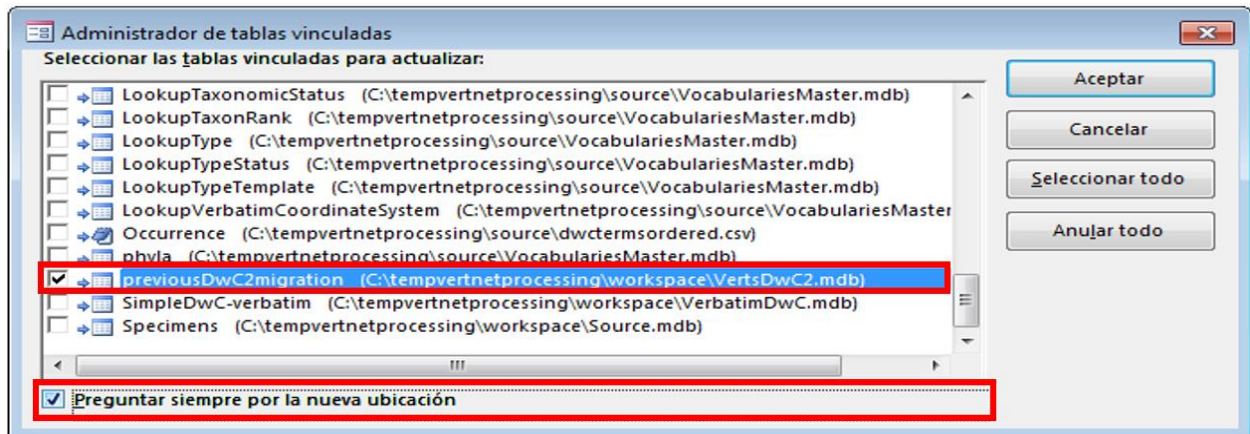 Administrador de tablas vinculadas
Seleccionar las tablas vinculadas para actualizar:
LookupTaxonomicStatus (C:\tempvertnetprocessing\source\VocabulariesMaster.mdb)
LookupTaxonRank (C:\tempvertnetprocessing\source\VocabulariesMaster.mdb)
LookupType (C:\tempvertnetprocessing\source\VocabulariesMaster.mdb)
LookupTypeStatus (C:\tempvertnetprocessing\source\VocabulariesMaster.mdb)
LookupTypeTemplate (C:\tempvertnetprocessing\source\VocabulariesMaster.mdb)
LookupVerbatimCoordinateSystem (C:\tempvertnetprocessing\source\VocabulariesMaster
Occurrence (C:\tempvertnetprocessing\source\dwctermsordered.csv)
phyla (C:\tempvertnetprocessing\source\VocabulariesMaster.mdb)
previousDwC2migration (C:\tempvertnetprocessing\workspace\VertsDwC2.mdb)
SimpleDwC-verbatim (C:\tempvertnetprocessing\workspace\VerbatimDwC.mdb)
Specimens (C:\tempvertnetprocessing\workspace\Source.mdb)
Preguntar siempre por la nueva ubicación
Aceptar
Cancelar
Seleccionar todo
Anular todo